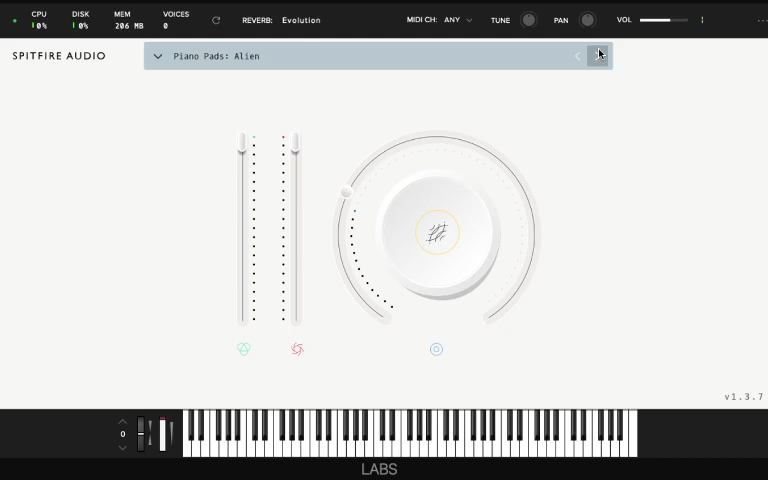 CPU DISK MEM VOICES REVERB: Evolution MIDI CH: ANY TUNE PAN VOL
0% 0% 206 MB 0
SPITFIRE AUDIO
Piano Pads: Alien
v1.3.7
0
LABS